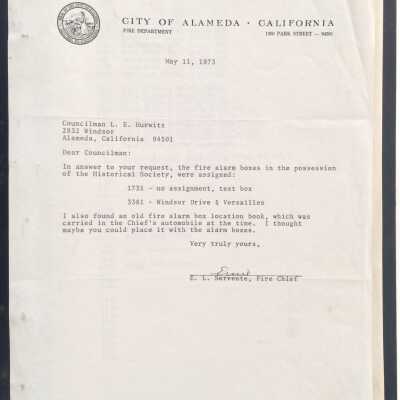 CITY OF ALAMEDA · CALIFORNIA
FIRE DEPARTMENT PARK STREET —
May 11, 1973
Councilman L. E. Hurwitz
2932 Windsor
Alameda, California 94501
Dear Councilman:
In answer to your request, the fire alarm boxes in the possession
of the Historical Society, were assigned:
1731 - no assignment, test box
3361 - Windsor Drive & Versailles
I also found an old fire alarm box location book, which was
carried in the Chief's automobile at the time. I thought
maybe you could place it with the alarm boxes.
Very truly yours,
E. L. Servente, Fire Chief